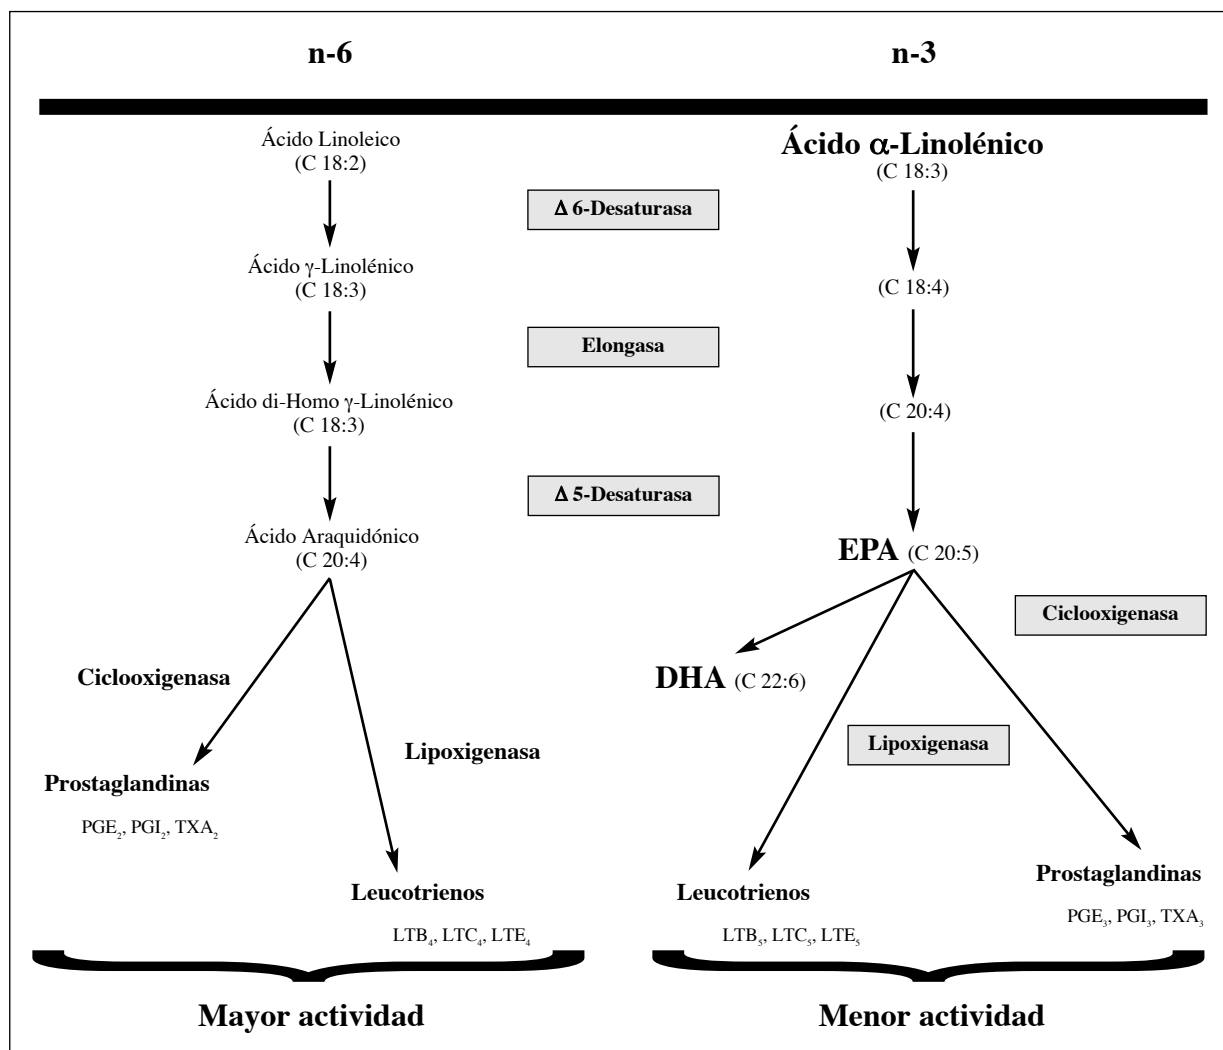 n-6
n-3
Ácido Linoleico
(C 18:2)
Ácido α-Linolénico
(C 18:3)
Δ 6-Desaturasa
Ácido γ-Linolénico
(C 18:3)
(C 18:4)
Elongasa
Ácido di-Homo γ-Linolénico
(C 18:3)
(C 20:4)
Δ 5-Desaturasa
Ácido Araquidónico
(C 20:4)
EPA (C 20:5)
Ciclooxigenasa
Ciclooxigenasa
DHA (C 22:6)
Lipoxigenasa
Lipoxigenasa
Prostaglandinas
PGE₂, PGI₂, TXA₂
Leucotrienos
LTB₄, LTC₄, LTE₄
Leucotrienos
LTB₅, LTC₅, LTE₅
Prostaglandinas
PGE₃, PGI₃, TXA₃
Mayor actividad
Menor actividad